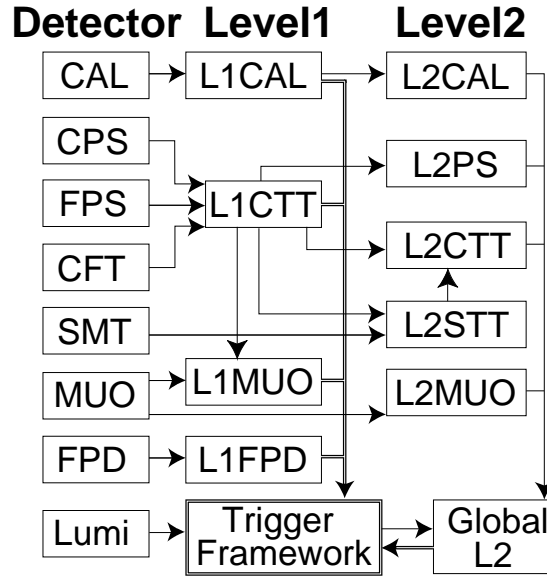 Detector Level1 Level2
CAL L1CAL L2CAL
CPS
L2PS
FPS L1CTT
L2CTT
CFT
SMT L2STT
L1MUO
MUO L2MUO
FPD L1FPD
Lumi
Trigger
Framework
Global
L2